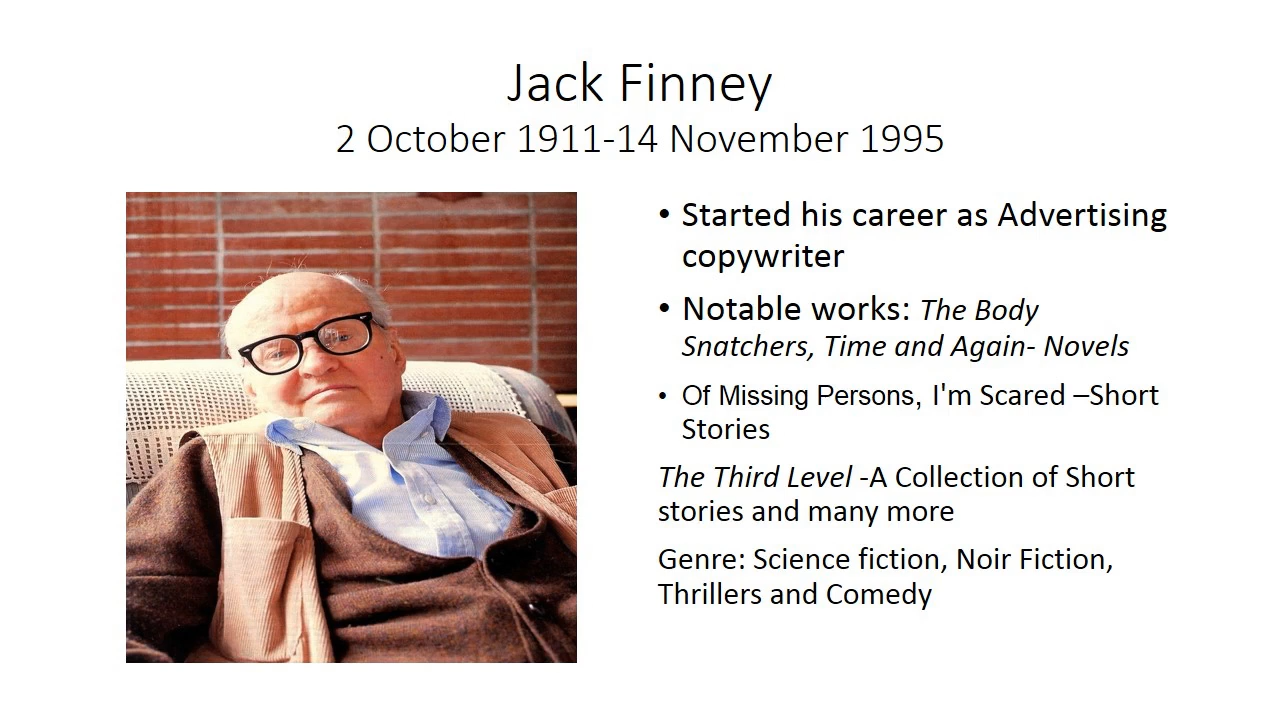 Jack Finney
2 October 1911-14 November 1995
• Started his career as Advertising
copywriter
• Notable works: The Body
Snatchers, Time and Again- Novels
• Of Missing Persons, I'm Scared –Short
Stories
The Third Level -A Collection of Short
stories and many more
Genre: Science fiction, Noir Fiction,
Thrillers and Comedy